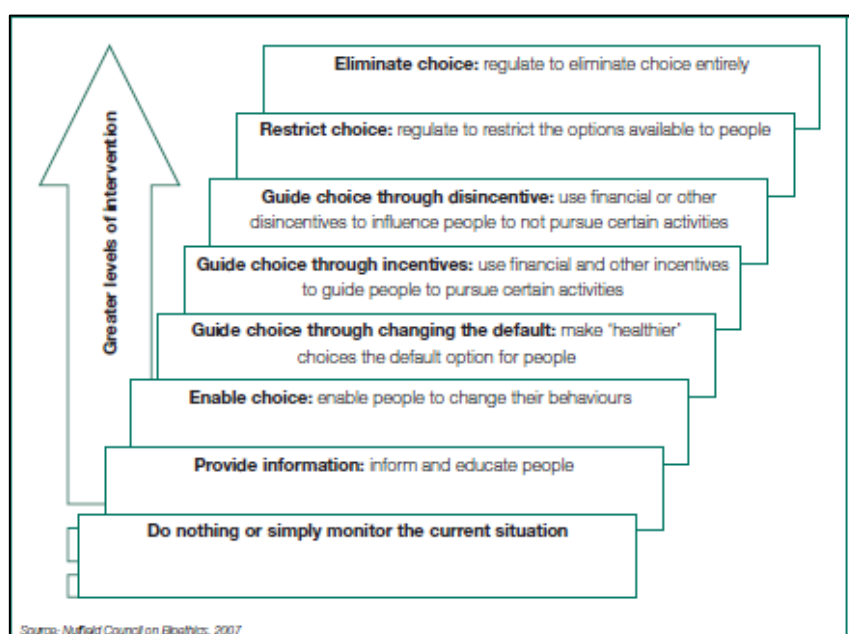 Eliminate choice: regulate to eliminate choice entirely
Restrict choice: regulate to restrict the options available to people
Guide choice through disincentive: use financial or other
disincentives to influence people to not pursue certain activities
Guide choice through incentives: use financial and other incentives
to guide people to pursue certain activities
Guide choice through changing the default: make ‘healthier’
choices the default option for people
Enable choice: enable people to change their behaviours
Provide information: inform and educate people
Do nothing or simply monitor the current situation
Greater levels of intervention
Source: Nuffield Council on Bioethics, 2007